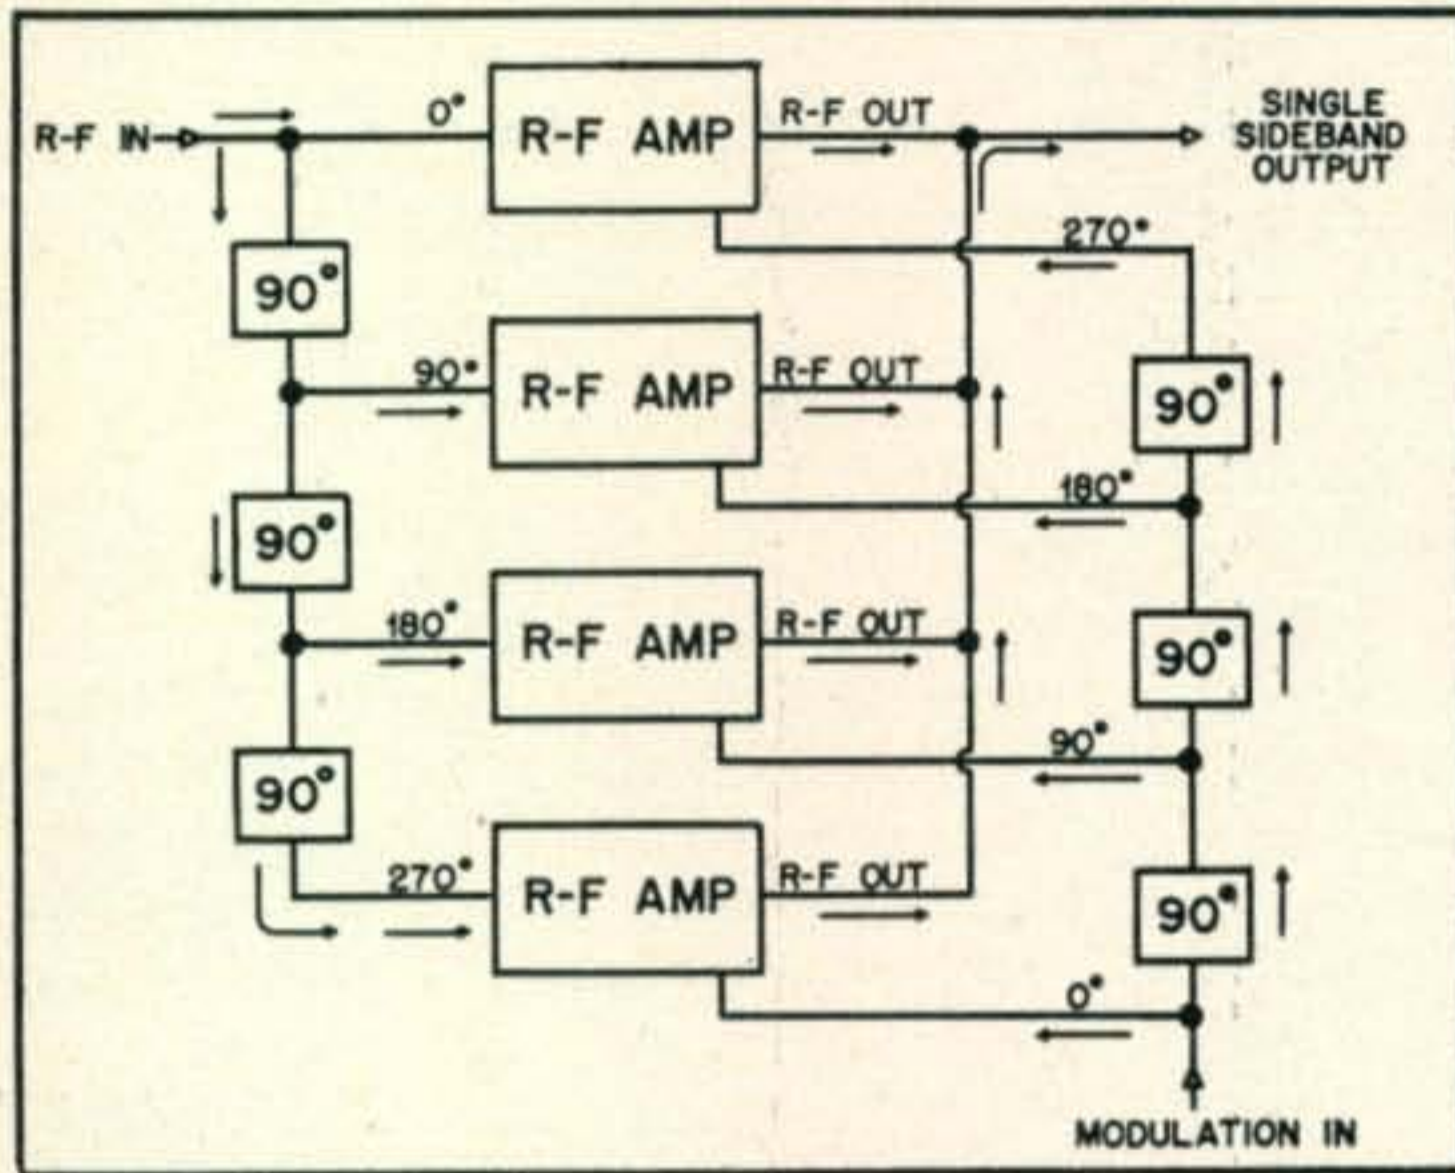 R-F IN
0°
R-F AMP
R-F OUT
SINGLE
SIDEBAND
OUTPUT
270°
90°
90°
R-F AMP
R-F OUT
90°
180°
90°
180°
R-F AMP
R-F OUT
90°
90°
90°
270°
R-F AMP
R-F OUT
90°
0°
MODULATION IN